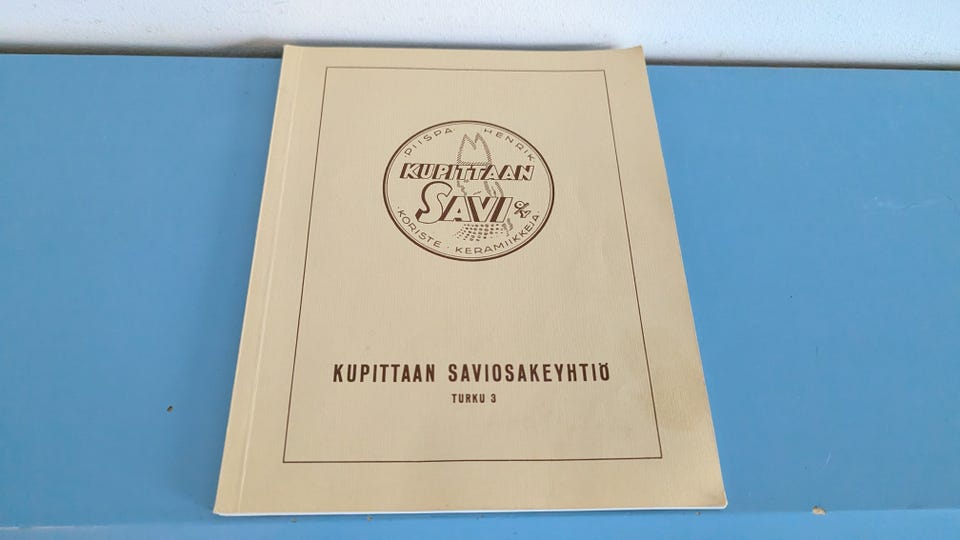 PIISPA · HENRIK
KUPITTAAN
SAVI O/Y
· KORISTE · KERAMIIKKEJA ·
KUPITTAAN SAVIOSAKEYHTIÖ
TURKU 3